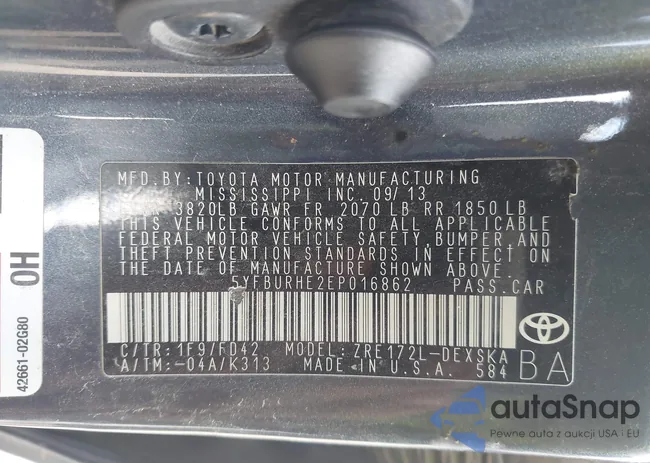 MFD.BY:TOYOTA MOTOR MANUFACTURING
MISSISSIPPI INC. 09/13
3820LB GAWR FR 2070 LB RR 1850 LB
THIS VEHICLE CONFORMS TO ALL APPLICABLE
FEDERAL MOTOR VEHICLE SAFETY, BUMPER, AND
THEFT PREVENTION STANDARDS IN EFFECT ON
THE DATE OF MANUFACTURE SHOWN ABOVE.
5YFBURHE2EP016862 PASS.CAR
C/TR:1F9/FD42 MODEL:ZRE172L-DEXSKA
A/TM:-04A/K313 MADE IN U.S.A. 584
BA
TOYOTA
0H
42661-02G80
autaSnap
Pewne auta z aukcji USA i EU